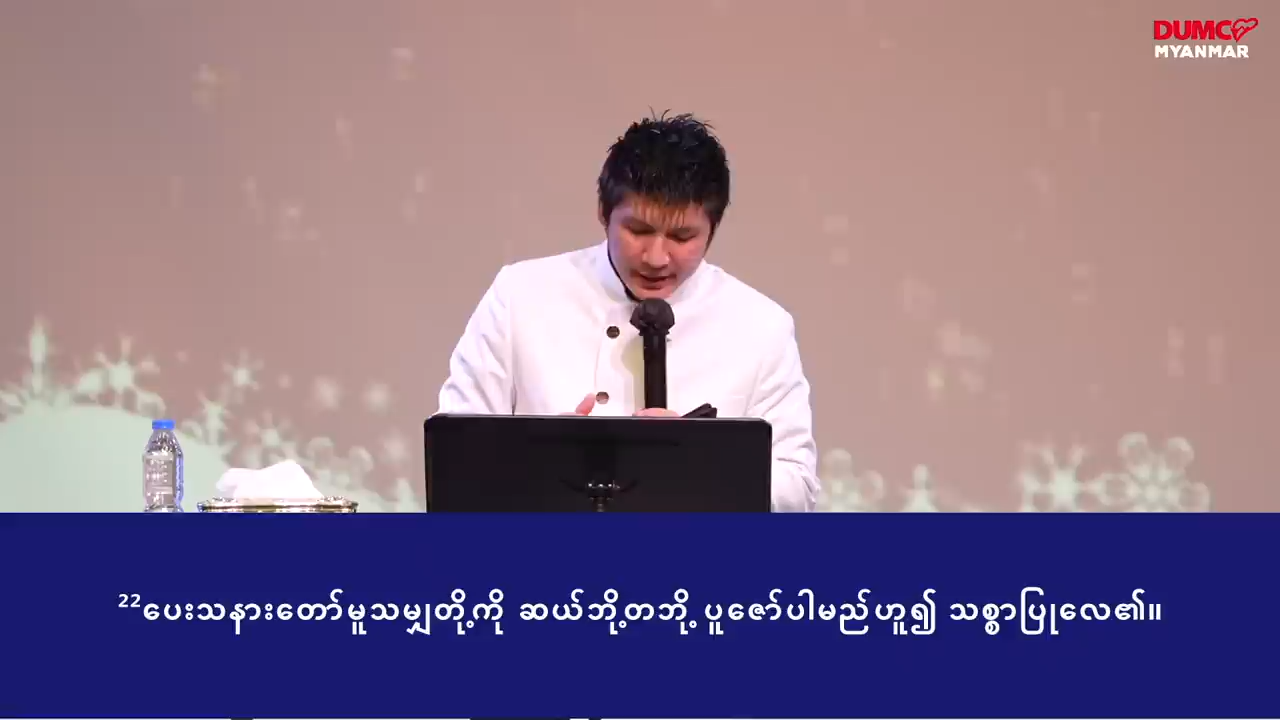 DUMC
MYANMAR
22ပေးသနားတော်မူသမျှတို့ကို ဆယ်ဘို့တဘို့ ပူဇော်ပါမည်ဟူ၍ သစ္စာပြုလေ၏။